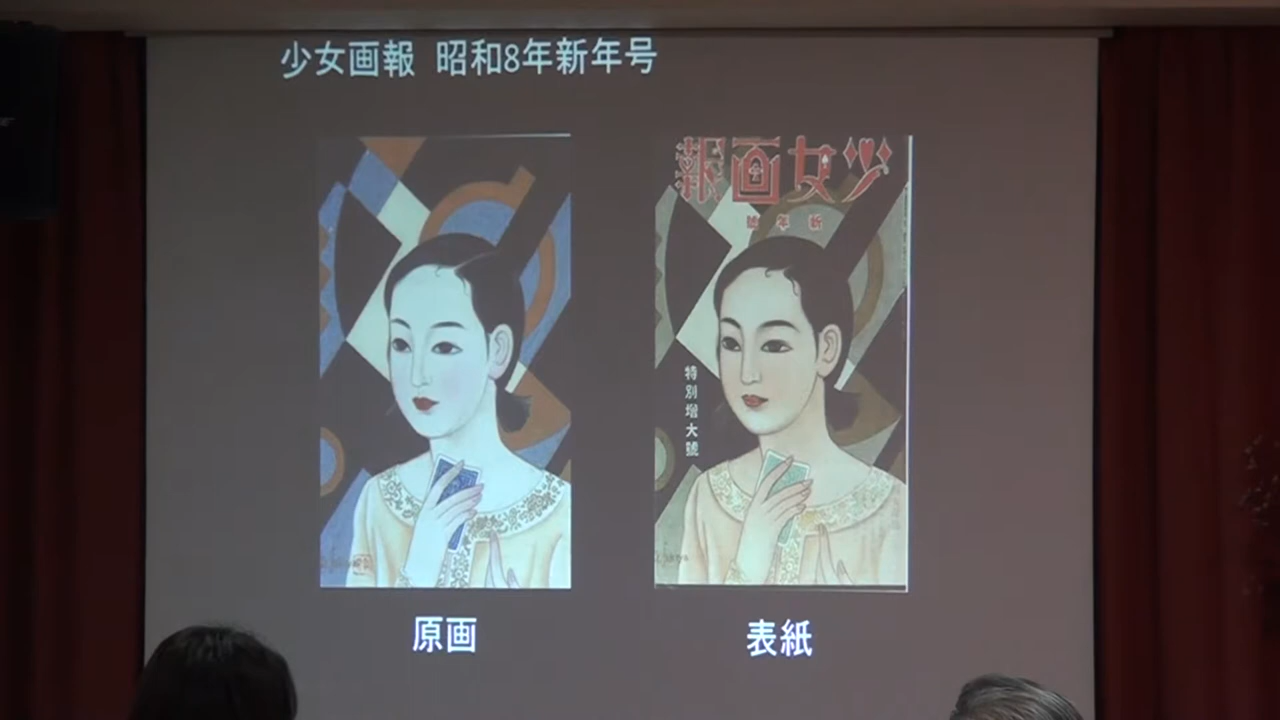 少女画報 昭和8年新年号
少女画報
新年號
特別増大號
原画
表紙